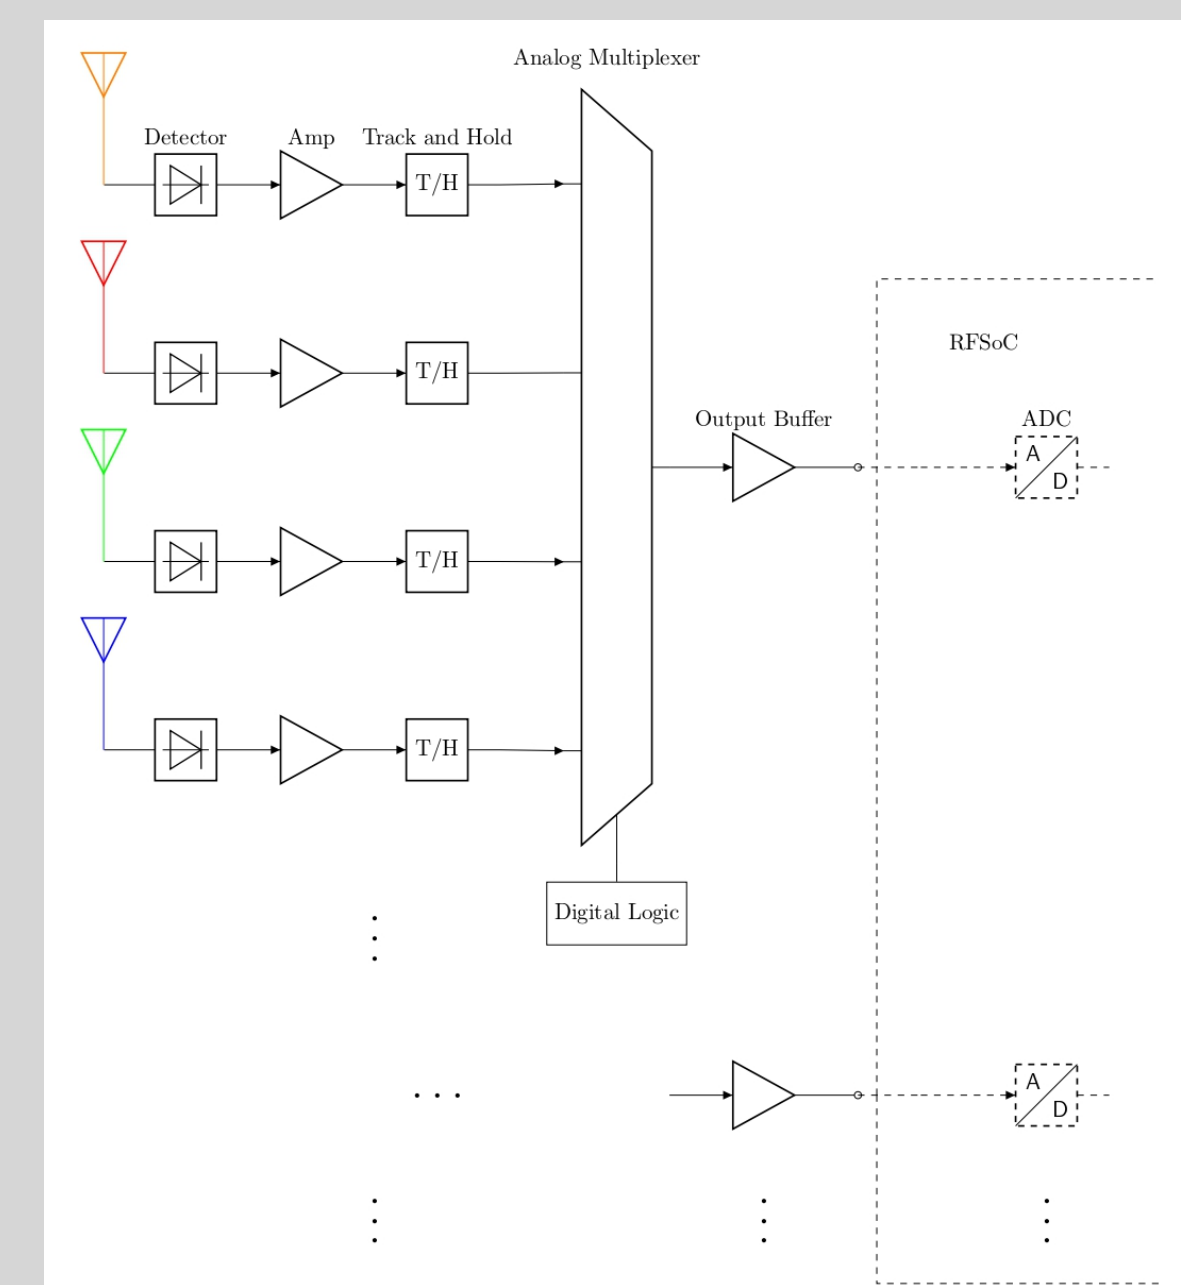 Analog Multiplexer
Detector
Amp
Track and Hold
T/H
T/H
T/H
T/H
Output Buffer
RFSoC
ADC
A
D
Digital Logic
A
D